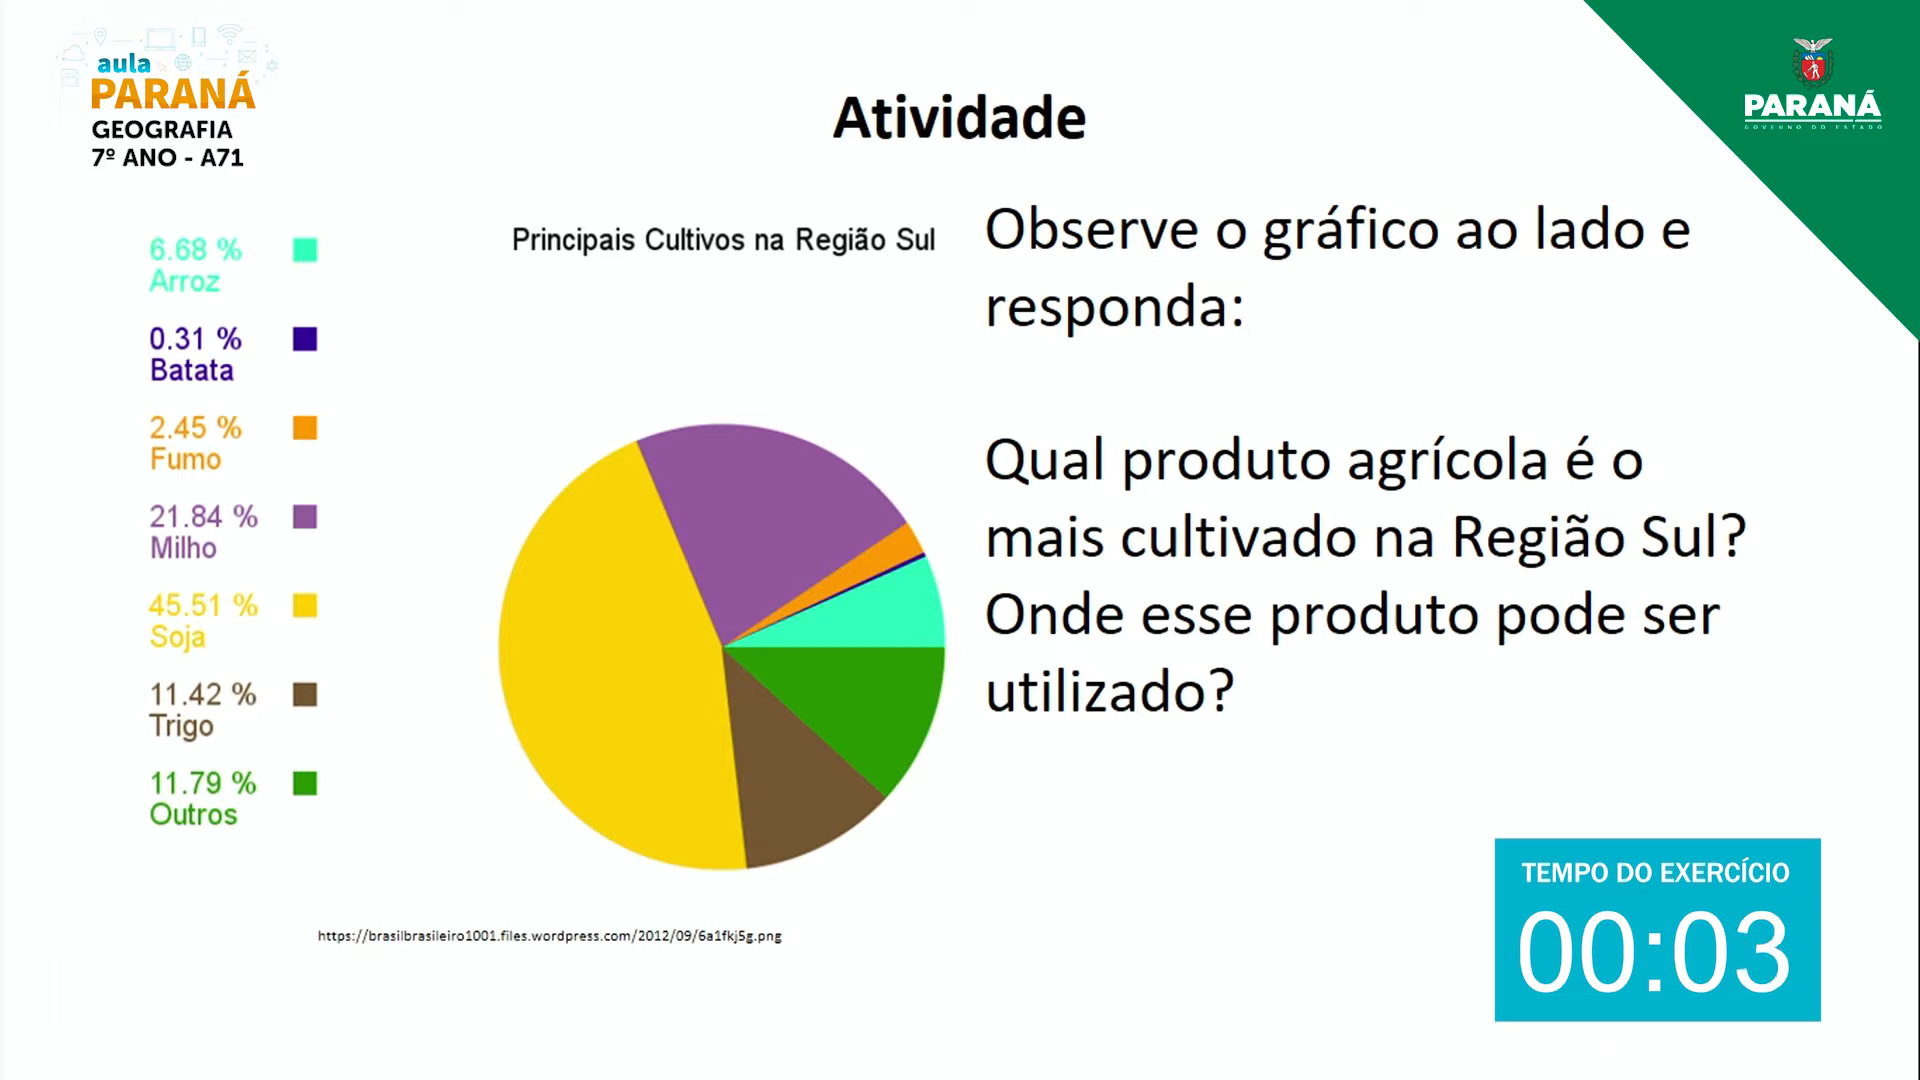 aula
PARANÁ
GEOGRAFIA
7º ANO - A71
PARANÁ
GOVERNO DO ESTADO
Atividade
6.68 %
Arroz
0.31 %
Batata
2.45 %
Fumo
21.84 %
Milho
45.51 %
Soja
11.42 %
Trigo
11.79 %
Outros
Principais Cultivos na Região Sul
https://brasilbrasileiro1001.files.wordpress.com/2012/09/6a1fkj5g.png
Observe o gráfico ao lado e
responda:
Qual produto agrícola é o
mais cultivado na Região Sul?
Onde esse produto pode ser
utilizado?
TEMPO DO EXERCÍCIO
00:03